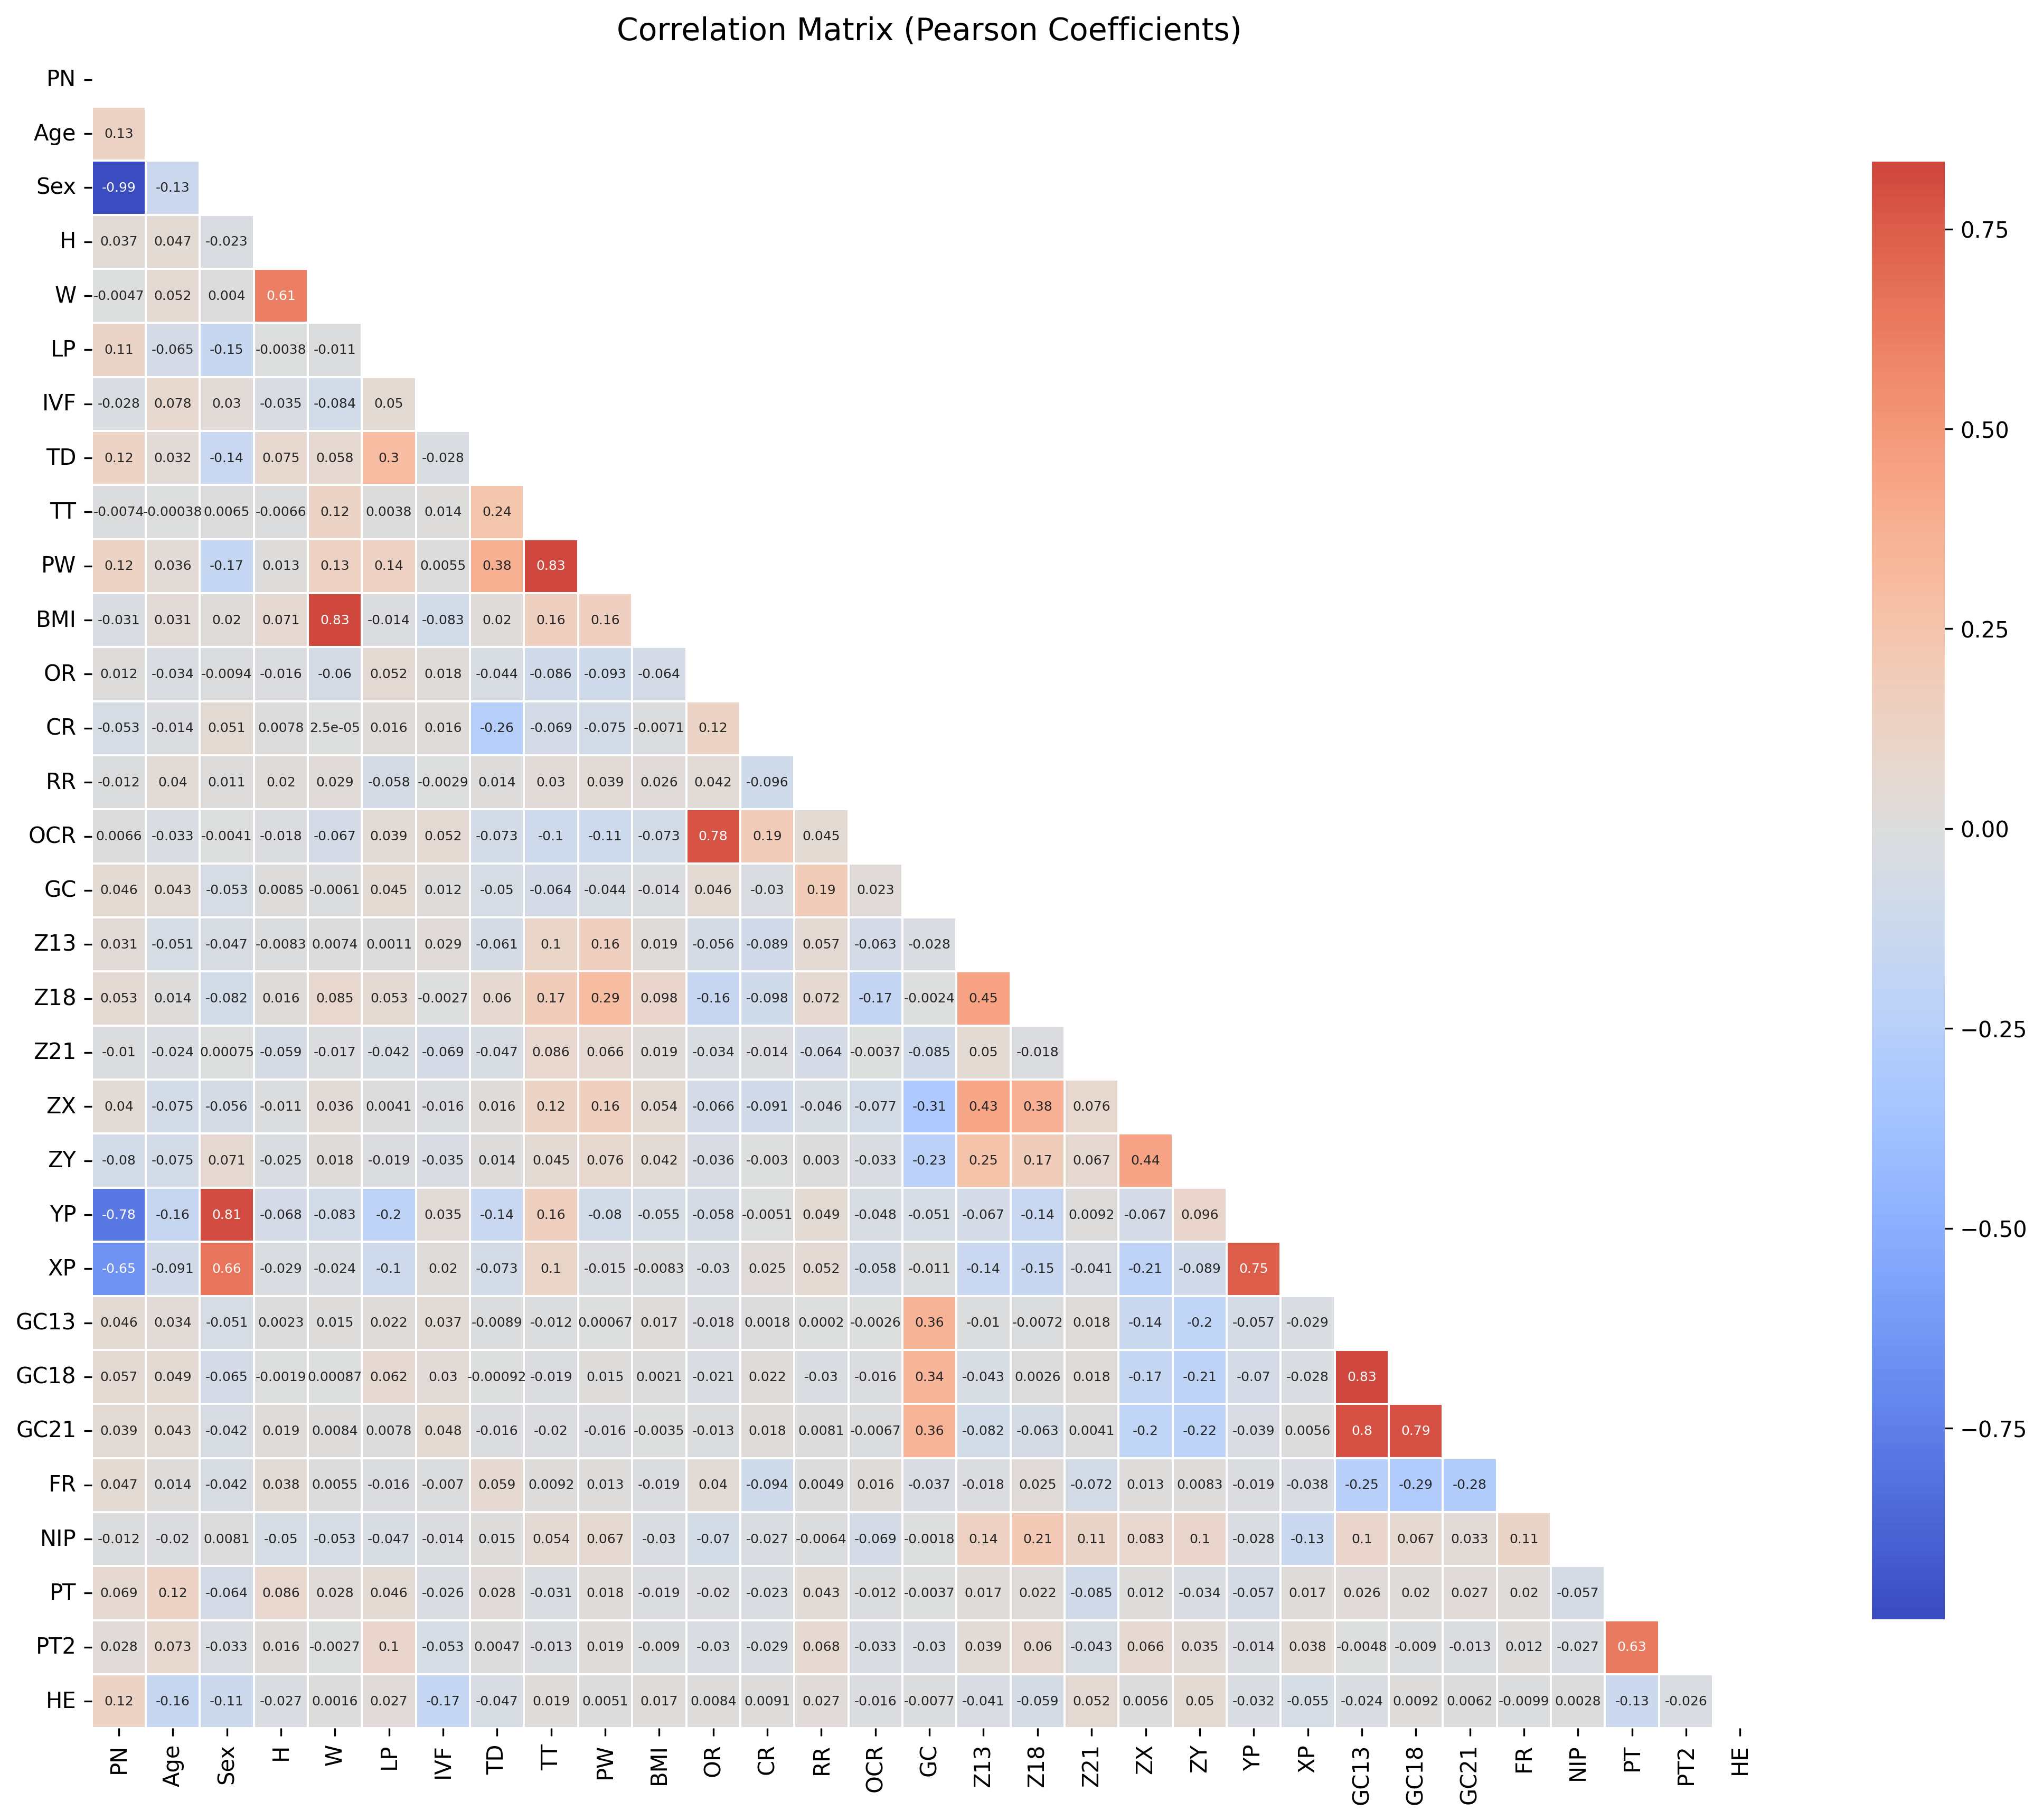 Correlation Matrix (Pearson Coefficients)
PN
Age 0.13
Sex -0.99 -0.13
H 0.037 0.047 -0.023
W -0.0047 0.052 0.004 0.61
LP 0.11 -0.065 -0.15 -0.0038 -0.011
IVF -0.028 0.078 0.03 -0.035 -0.084 0.05
TD 0.12 0.032 -0.14 0.075 0.058 0.3 -0.028
TT -0.0074 -0.00038 0.0065 -0.0066 0.12 0.0038 0.014 0.24
PW 0.12 0.036 -0.17 0.013 0.13 0.14 0.0055 0.38 0.83
BMI -0.031 0.031 0.02 0.071 0.83 -0.014 -0.083 0.02 0.16 0.16
OR 0.012 -0.034 -0.0094 -0.016 -0.06 0.052 0.018 -0.044 -0.086 -0.093 -0.064
CR -0.053 -0.014 0.051 0.0078 2.5e-05 0.016 0.016 -0.26 -0.069 -0.075 -0.0071 0.12
RR -0.012 0.04 0.011 0.02 0.029 -0.058 -0.0029 0.014 0.03 0.039 0.026 0.042 -0.096
OCR 0.0066 -0.033 -0.0041 -0.018 -0.067 0.039 0.052 -0.073 -0.1 -0.11 -0.073 0.78 0.19 0.045
GC 0.046 0.043 -0.053 0.0085 -0.0061 0.045 0.012 -0.05 -0.064 -0.044 -0.014 0.046 -0.03 0.19 0.023
Z13 0.031 -0.051 -0.047 -0.0083 0.0074 0.0011 0.029 -0.061 0.1 0.16 0.019 -0.056 -0.089 0.057 -0.063 -0.028
Z18 0.053 0.014 -0.082 0.016 0.085 0.053 -0.0027 0.06 0.17 0.29 0.098 -0.16 -0.098 0.072 -0.17 -0.0024 0.45
Z21 -0.01 -0.024 0.00075 -0.059 -0.017 -0.042 -0.069 -0.047 0.086 0.066 0.019 -0.034 -0.014 -0.064 -0.0037 -0.085 0.05 -0.018
ZX 0.04 -0.075 -0.056 -0.011 0.036 0.0041 -0.016 0.016 0.12 0.16 0.054 -0.066 -0.091 -0.046 -0.077 -0.31 0.43 0.38 0.076
ZY -0.08 -0.075 0.071 -0.025 0.018 -0.019 -0.035 0.014 0.045 0.076 0.042 -0.036 -0.003 0.003 -0.033 -0.23 0.25 0.17 0.067 0.44
YP -0.78 -0.16 0.81 -0.068 -0.083 -0.2 0.035 -0.14 0.16 -0.08 -0.055 -0.058 -0.0051 0.049 -0.048 -0.051 -0.067 -0.14 0.0092 -0.067 0.096
XP -0.65 -0.091 0.66 -0.029 -0.024 -0.1 0.02 -0.073 0.1 -0.015 -0.0083 -0.03 0.025 0.052 -0.058 -0.011 -0.14 -0.15 -0.041 -0.21 -0.089 0.75
GC13 0.046 0.034 -0.051 0.0023 0.015 0.022 0.037 -0.0089 -0.012 0.00067 0.017 -0.018 0.0018 0.0002 -0.0026 0.36 -0.01 -0.0072 0.018 -0.14 -0.2 -0.057 -0.029
GC18 0.057 0.049 -0.065 -0.0019 0.00087 0.062 0.03 -0.00092 -0.019 0.015 0.0021 -0.021 0.022 -0.03 -0.016 0.34 -0.043 0.0026 0.018 -0.17 -0.21 -0.07 -0.028 0.83
GC21 0.039 0.043 -0.042 0.019 0.0084 0.0078 0.048 -0.016 -0.02 -0.016 -0.0035 -0.013 0.018 0.0081 -0.0067 0.36 -0.082 -0.063 0.0041 -0.2 -0.22 -0.039 0.0056 0.8 0.79
FR 0.047 0.014 -0.042 0.038 0.0055 -0.016 -0.007 0.059 0.0092 0.013 -0.019 0.04 -0.094 0.0049 0.016 -0.037 -0.018 0.025 -0.072 0.013 0.0083 -0.019 -0.038 -0.25 -0.29 -0.28
NIP -0.012 -0.02 0.0081 -0.05 -0.053 -0.047 -0.014 0.015 0.054 0.067 -0.03 -0.07 -0.027 -0.0064 -0.069 -0.0018 0.14 0.21 0.11 0.083 0.1 -0.028 -0.13 0.1 0.067 0.033 0.11
PT 0.069 0.12 -0.064 0.086 0.028 0.046 -0.026 0.028 -0.031 0.018 -0.019 -0.02 -0.023 0.043 -0.012 -0.0037 0.017 0.022 -0.085 0.012 -0.034 -0.057 0.017 0.026 0.02 0.027 0.02 -0.057
PT2 0.028 0.073 -0.033 0.016 -0.0027 0.1 -0.053 0.0047 -0.013 0.019 -0.009 -0.03 -0.029 0.068 -0.033 -0.03 0.039 0.06 -0.043 0.066 0.035 -0.014 0.038 -0.0048 -0.009 -0.013 0.012 -0.027 0.63
HE 0.12 -0.16 -0.11 -0.027 0.0016 0.027 -0.17 -0.047 0.019 0.0051 0.017 0.0084 0.0091 0.027 -0.016 -0.0077 -0.041 -0.059 0.052 0.0056 0.05 -0.032 -0.055 -0.024 0.0092 0.0062 -0.0099 0.0028 -0.13 -0.026
PN Age Sex H W LP IVF TD TT PW BMI OR CR RR OCR GC Z13 Z18 Z21 ZX ZY YP XP GC13 GC18 GC21 FR NIP PT PT2 HE
0.75
0.50
0.25
0.00
−0.25
−0.50
−0.75